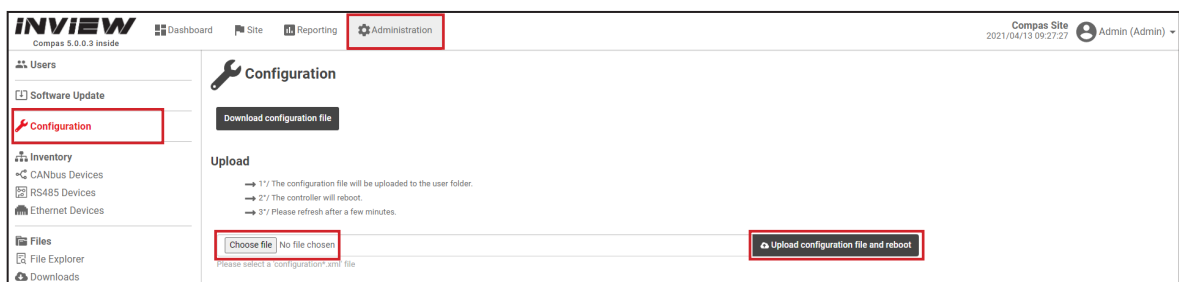 INVIEW
Compas 5.0.0.3 inside
Dashboard
Site
Reporting
Administration
Compas Site
2021/04/13 09:27:27
Admin (Admin)
Users
Software Update
Configuration
Inventory
CANbus Devices
RS485 Devices
Ethernet Devices
Files
File Explorer
Downloads
Configuration
Download configuration file
Upload
1°/ The configuration file will be uploaded to the user folder.
2°/ The controller will reboot.
3°/ Please refresh after a few minutes.
Choose file No file chosen
Upload configuration file and reboot
Please select a 'configuration*.xml' file